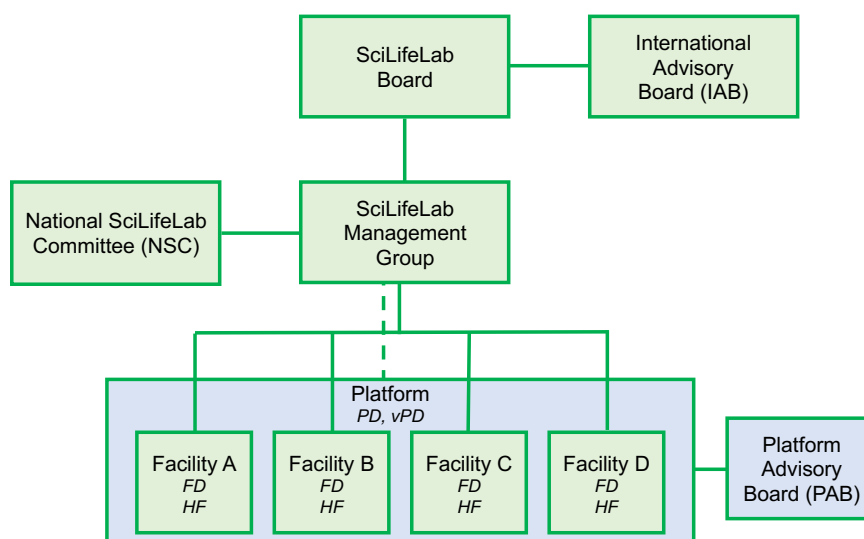 SciLifeLab
Board
International
Advisory
Board (IAB)
National SciLifeLab
Committee (NSC)
SciLifeLab
Management
Group
Platform
PD, vPD
Facility A
FD
HF
Facility B
FD
HF
Facility C
FD
HF
Facility D
FD
HF
Platform
Advisory
Board (PAB)